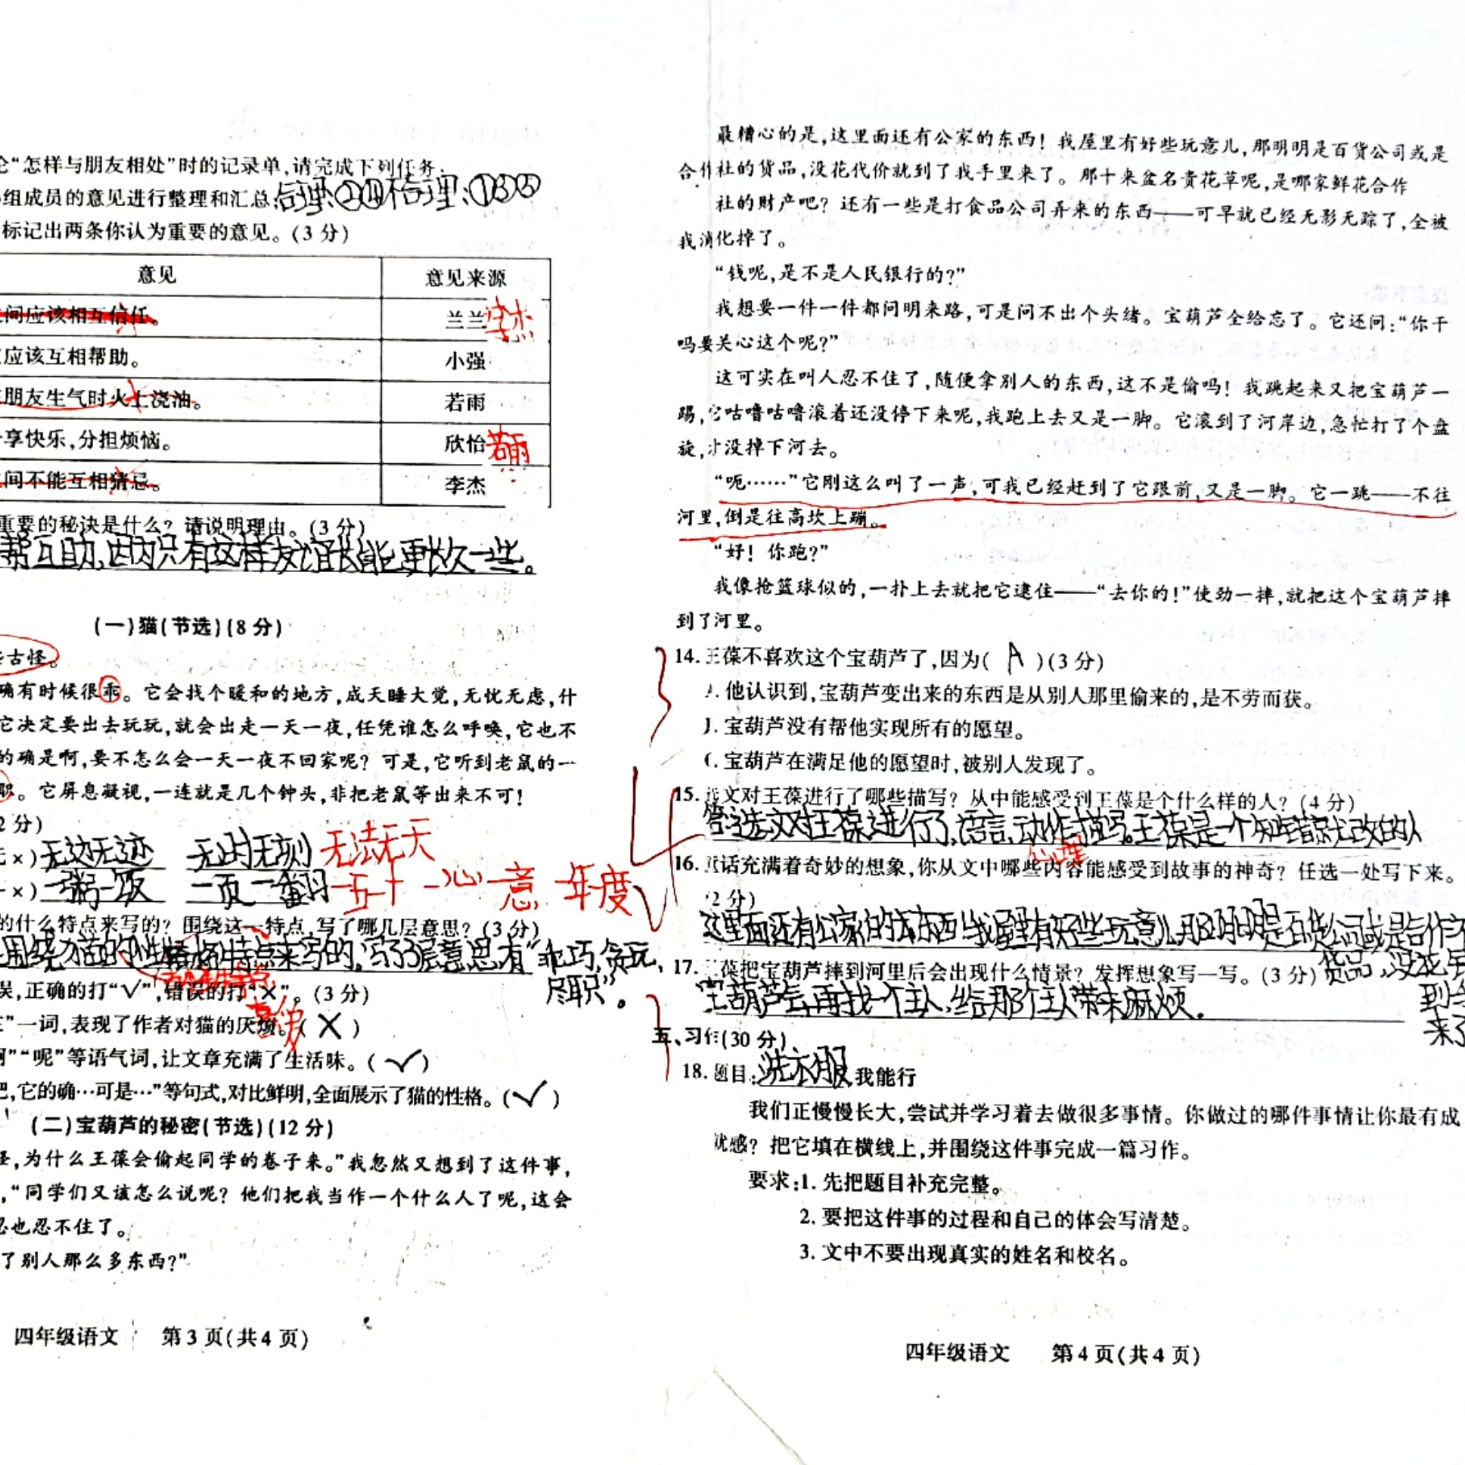 “怎样与朋友相处”时的记录单,请完成下列任务。
组成员的意见进行整理和汇总。合理:②④不合理:①③⑤
标记出两条你认为重要的意见。(3分)
意见 意见来源
间应该相互信任。 兰兰 李杰
应该互相帮助。 小强
朋友生气时火上浇油。 若雨
享快乐,分担烦恼。 欣怡 若雨
间不能互相猜忌。 李杰
重要的秘诀是什么?请说明理由。(3分)
帮互助,因为只有这样友谊才能更长久一些。
(一)猫(节选)(8分)
古怪。
确有时候很乖。它会找个暖和的地方,成天睡大觉,无忧无虑,什
它决定要出去玩玩,就会出走一天一夜,任凭谁怎么呼唤,它也不
的确是啊,要不怎么会一天一夜不回家呢?可是,它听到老鼠的一
职。它屏息凝视,一连就是几个钟头,非把老鼠等出来不可!
2分)
×)无边无迹 无时无刻 无法无天
×)一粥一饭 一页一翻 一五一十 一心一意 一年一度
的什么特点来写的?围绕这一特点,写了哪几层意思?(3分)
围绕了猫的性格特点来写的,写了3层意思有“乖巧,贪玩,
尽职”。
误,正确的打“√”,错误的打“×”。(3分)
”一词,表现了作者对猫的厌烦。(×)
”“呢”等语气词,让文章充满了生活味。(√)
吧,它的确…可是…”等句式,对比鲜明,全面展示了猫的性格。(√)
(二)宝葫芦的秘密(节选)(12分)
怪,为什么王葆会偷起同学的卷子来。”我忽然又想到了这件事,
,“同学们又该怎么说呢?他们把我当作一个什么人了呢,这会
忍也忍不住了。
了别人那么多东西?”
四年级语文 第3页(共4页)
最糟心的是,这里面还有公家的东西!我屋里有好些玩意儿,那明明是百货公司或是
合作社的货品,没花代价就到了我手里来了。那十来盆名贵花草呢,是哪家鲜花合作
社的财产吧?还有一些是打食品公司弄来的东西——可早就已经无影无踪了,全被
我消化掉了。
“钱呢,是不是人民银行的?”
我想要一件一件都问明来路,可是问不出个头绪。宝葫芦全给忘了。它还问:“你干
吗要关心这个呢?”
这可实在叫人忍不住了,随便拿别人的东西,这不是偷吗!我跳起来又把宝葫芦一
踢,它咕噜咕噜滚着还没停下来呢,我跑上去又是一脚。它滚到了河岸边,急忙打了个盘
旋,才没掉下河去。
“呃……”它刚这么叫了一声,可我已经赶到了它跟前,又是一脚。它一跳——不往
河里,倒是往高坎上蹦。
“好!你跑?”
我像抢篮球似的,一扑上去就把它逮住——“去你的!”使劲一摔,就把这个宝葫芦摔
到了河里。
14.王葆不喜欢这个宝葫芦了,因为(A)(3分)
A.他认识到,宝葫芦变出来的东西是从别人那里偷来的,是不劳而获。
B.宝葫芦没有帮他实现所有的愿望。
C.宝葫芦在满足他的愿望时,被别人发现了。
15.选文对王葆进行了哪些描写?从中能感受到王葆是个什么样的人?(4分)
答:选文对王葆进行了,语言,动作描写。王葆是一个知错就改的人
心理
16.童话充满着奇妙的想象,你从文中哪些内容能感受到故事的神奇?任选一处写下来。
(2分)
这里面还有公家的东西!我屋里有好些玩意儿,那明明是百货公司或是合作社
货品,没花
到
来了
17.王葆把宝葫芦摔到河里后会出现什么情景?发挥想象写一写。(3分)
宝葫芦会再找一个主人,给那个主人带来麻烦。
五、习作(30分)
18.题目:洗衣服,我能行
我们正慢慢长大,尝试并学习着去做很多事情。你做过的哪件事情让你最有成
就感?把它填在横线上,并围绕这件事完成一篇习作。
要求:1.先把题目补充完整。
2.要把这件事的过程和自己的体会写清楚。
3.文中不要出现真实的姓名和校名。
四年级语文 第4页(共4页)